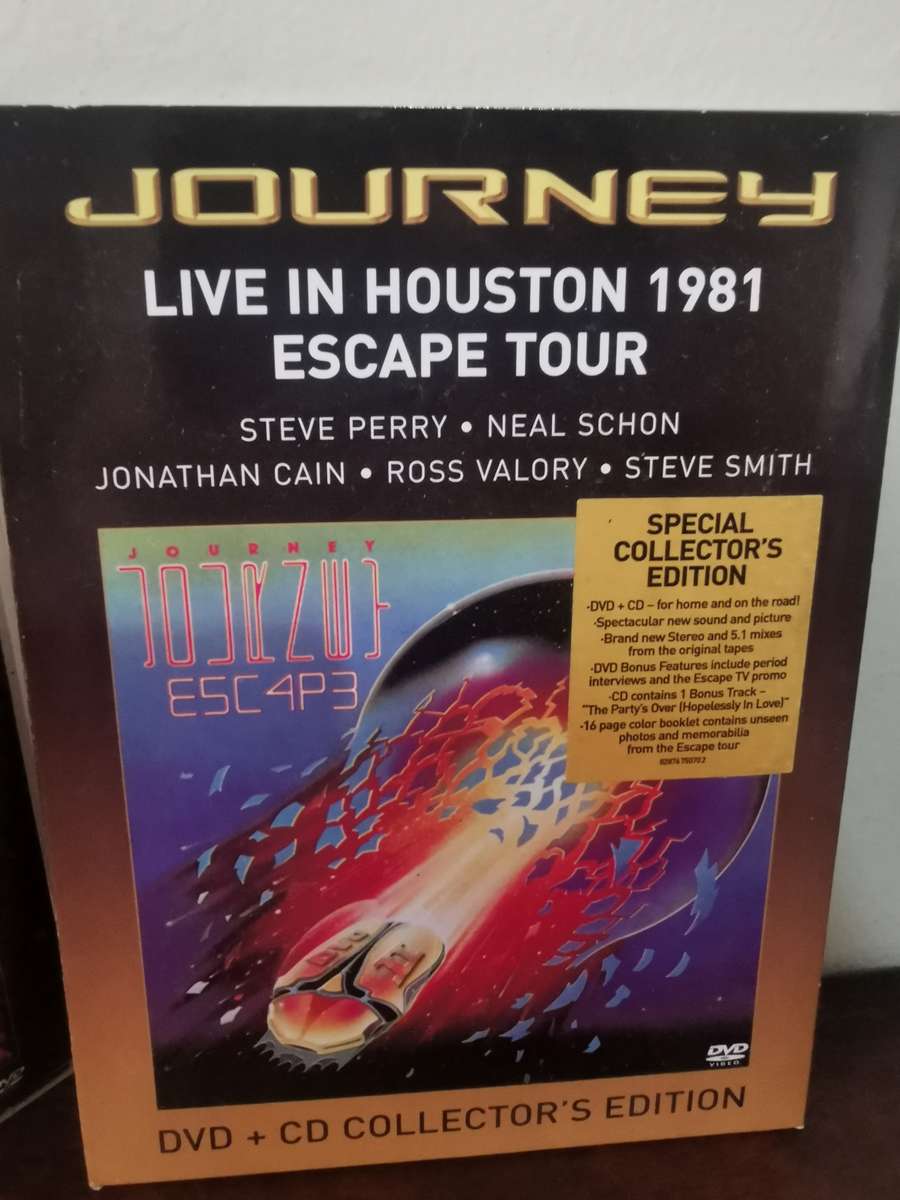 JOURNEY
LIVE IN HOUSTON 1981
ESCAPE TOUR
STEVE PERRY • NEAL SCHON
JONATHAN CAIN • ROSS VALORY • STEVE SMITH
SPECIAL
COLLECTOR'S
EDITION
•DVD + CD – for home and on the road!
•Spectacular new sound and picture
•Brand new Stereo and 5.1 mixes
from the original tapes
•DVD Bonus Features include period
interviews and the Escape TV promo
•CD contains 1 Bonus Track –
"The Party's Over (Hopelessly In Love)"
•16 page color booklet contains unseen
photos and memorabilia
from the Escape tour
82876 75070 2
JOURNEY
ESC4P3
DVD
VIDEO
DVD + CD COLLECTOR'S EDITION